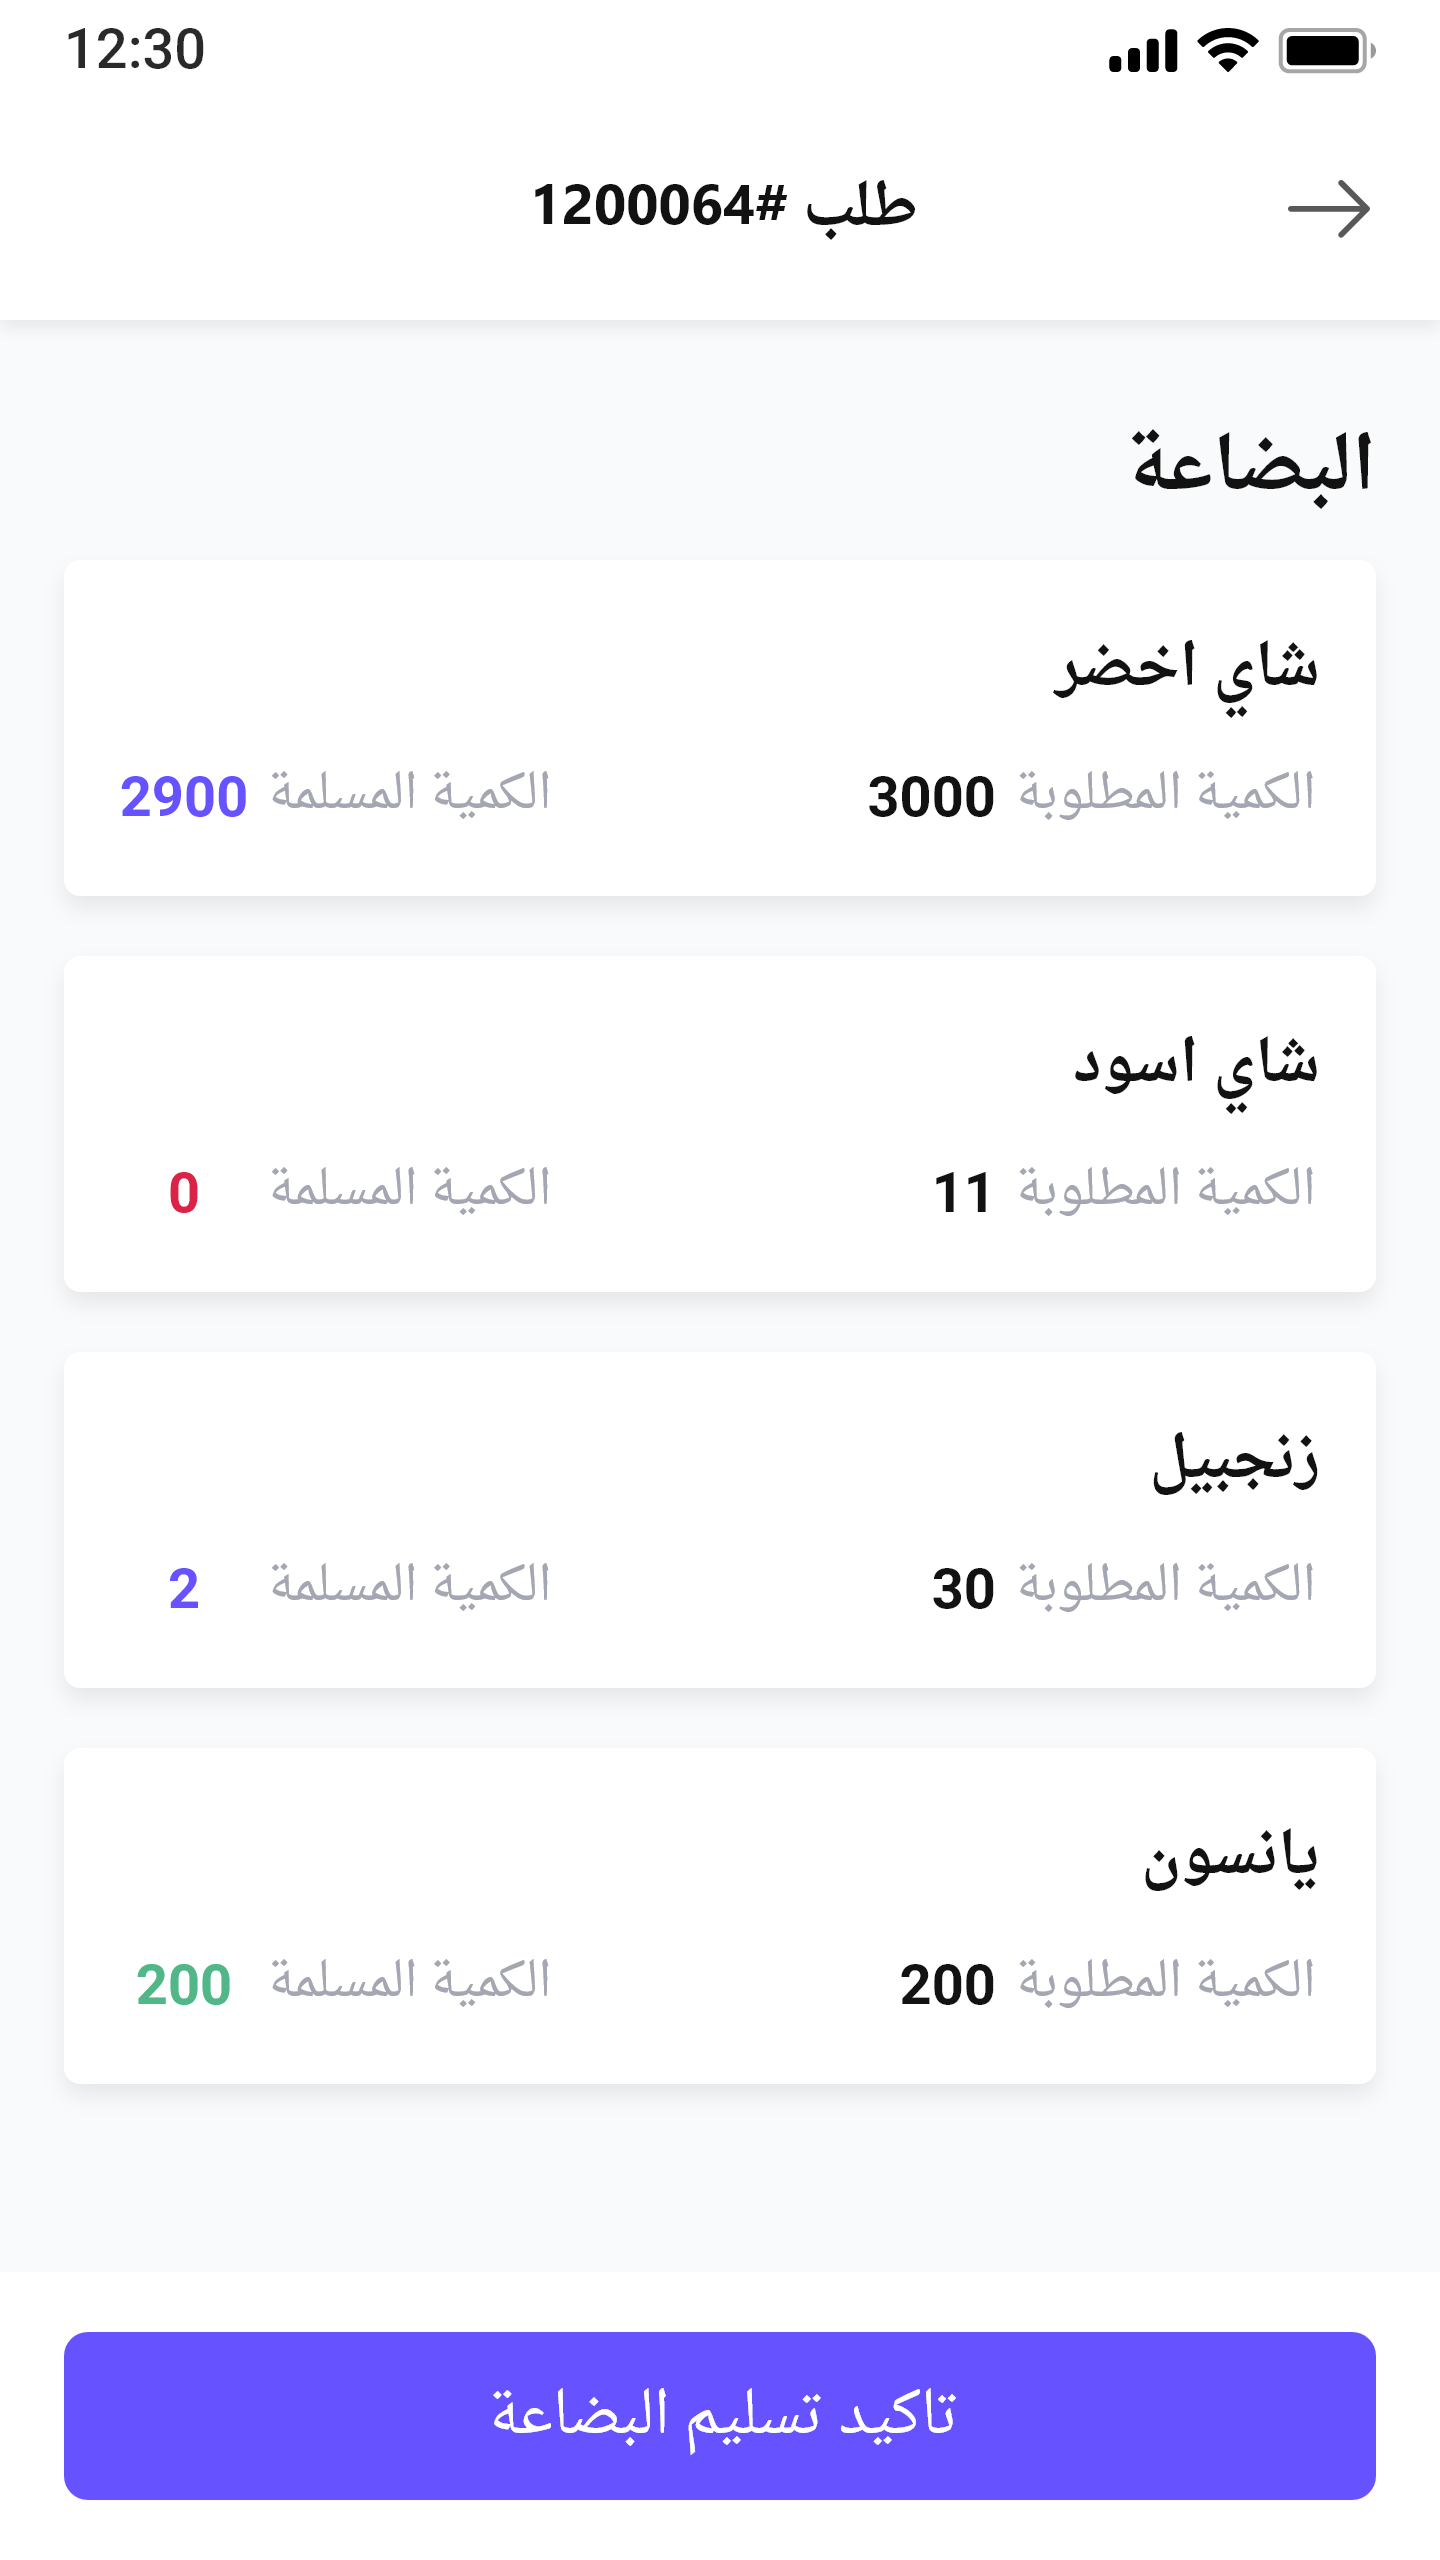 12:30
طلب #1200064
البضاعة
شاي اخضر
الكمية المطلوبة 3000 الكمية المسلمة 2900
شاي اسود
الكمية المطلوبة 11 الكمية المسلمة 0
زنجبيل
الكمية المطلوبة 30 الكمية المسلمة 2
يانسون
الكمية المطلوبة 200 الكمية المسلمة 200
تاكيد تسليم البضاعة